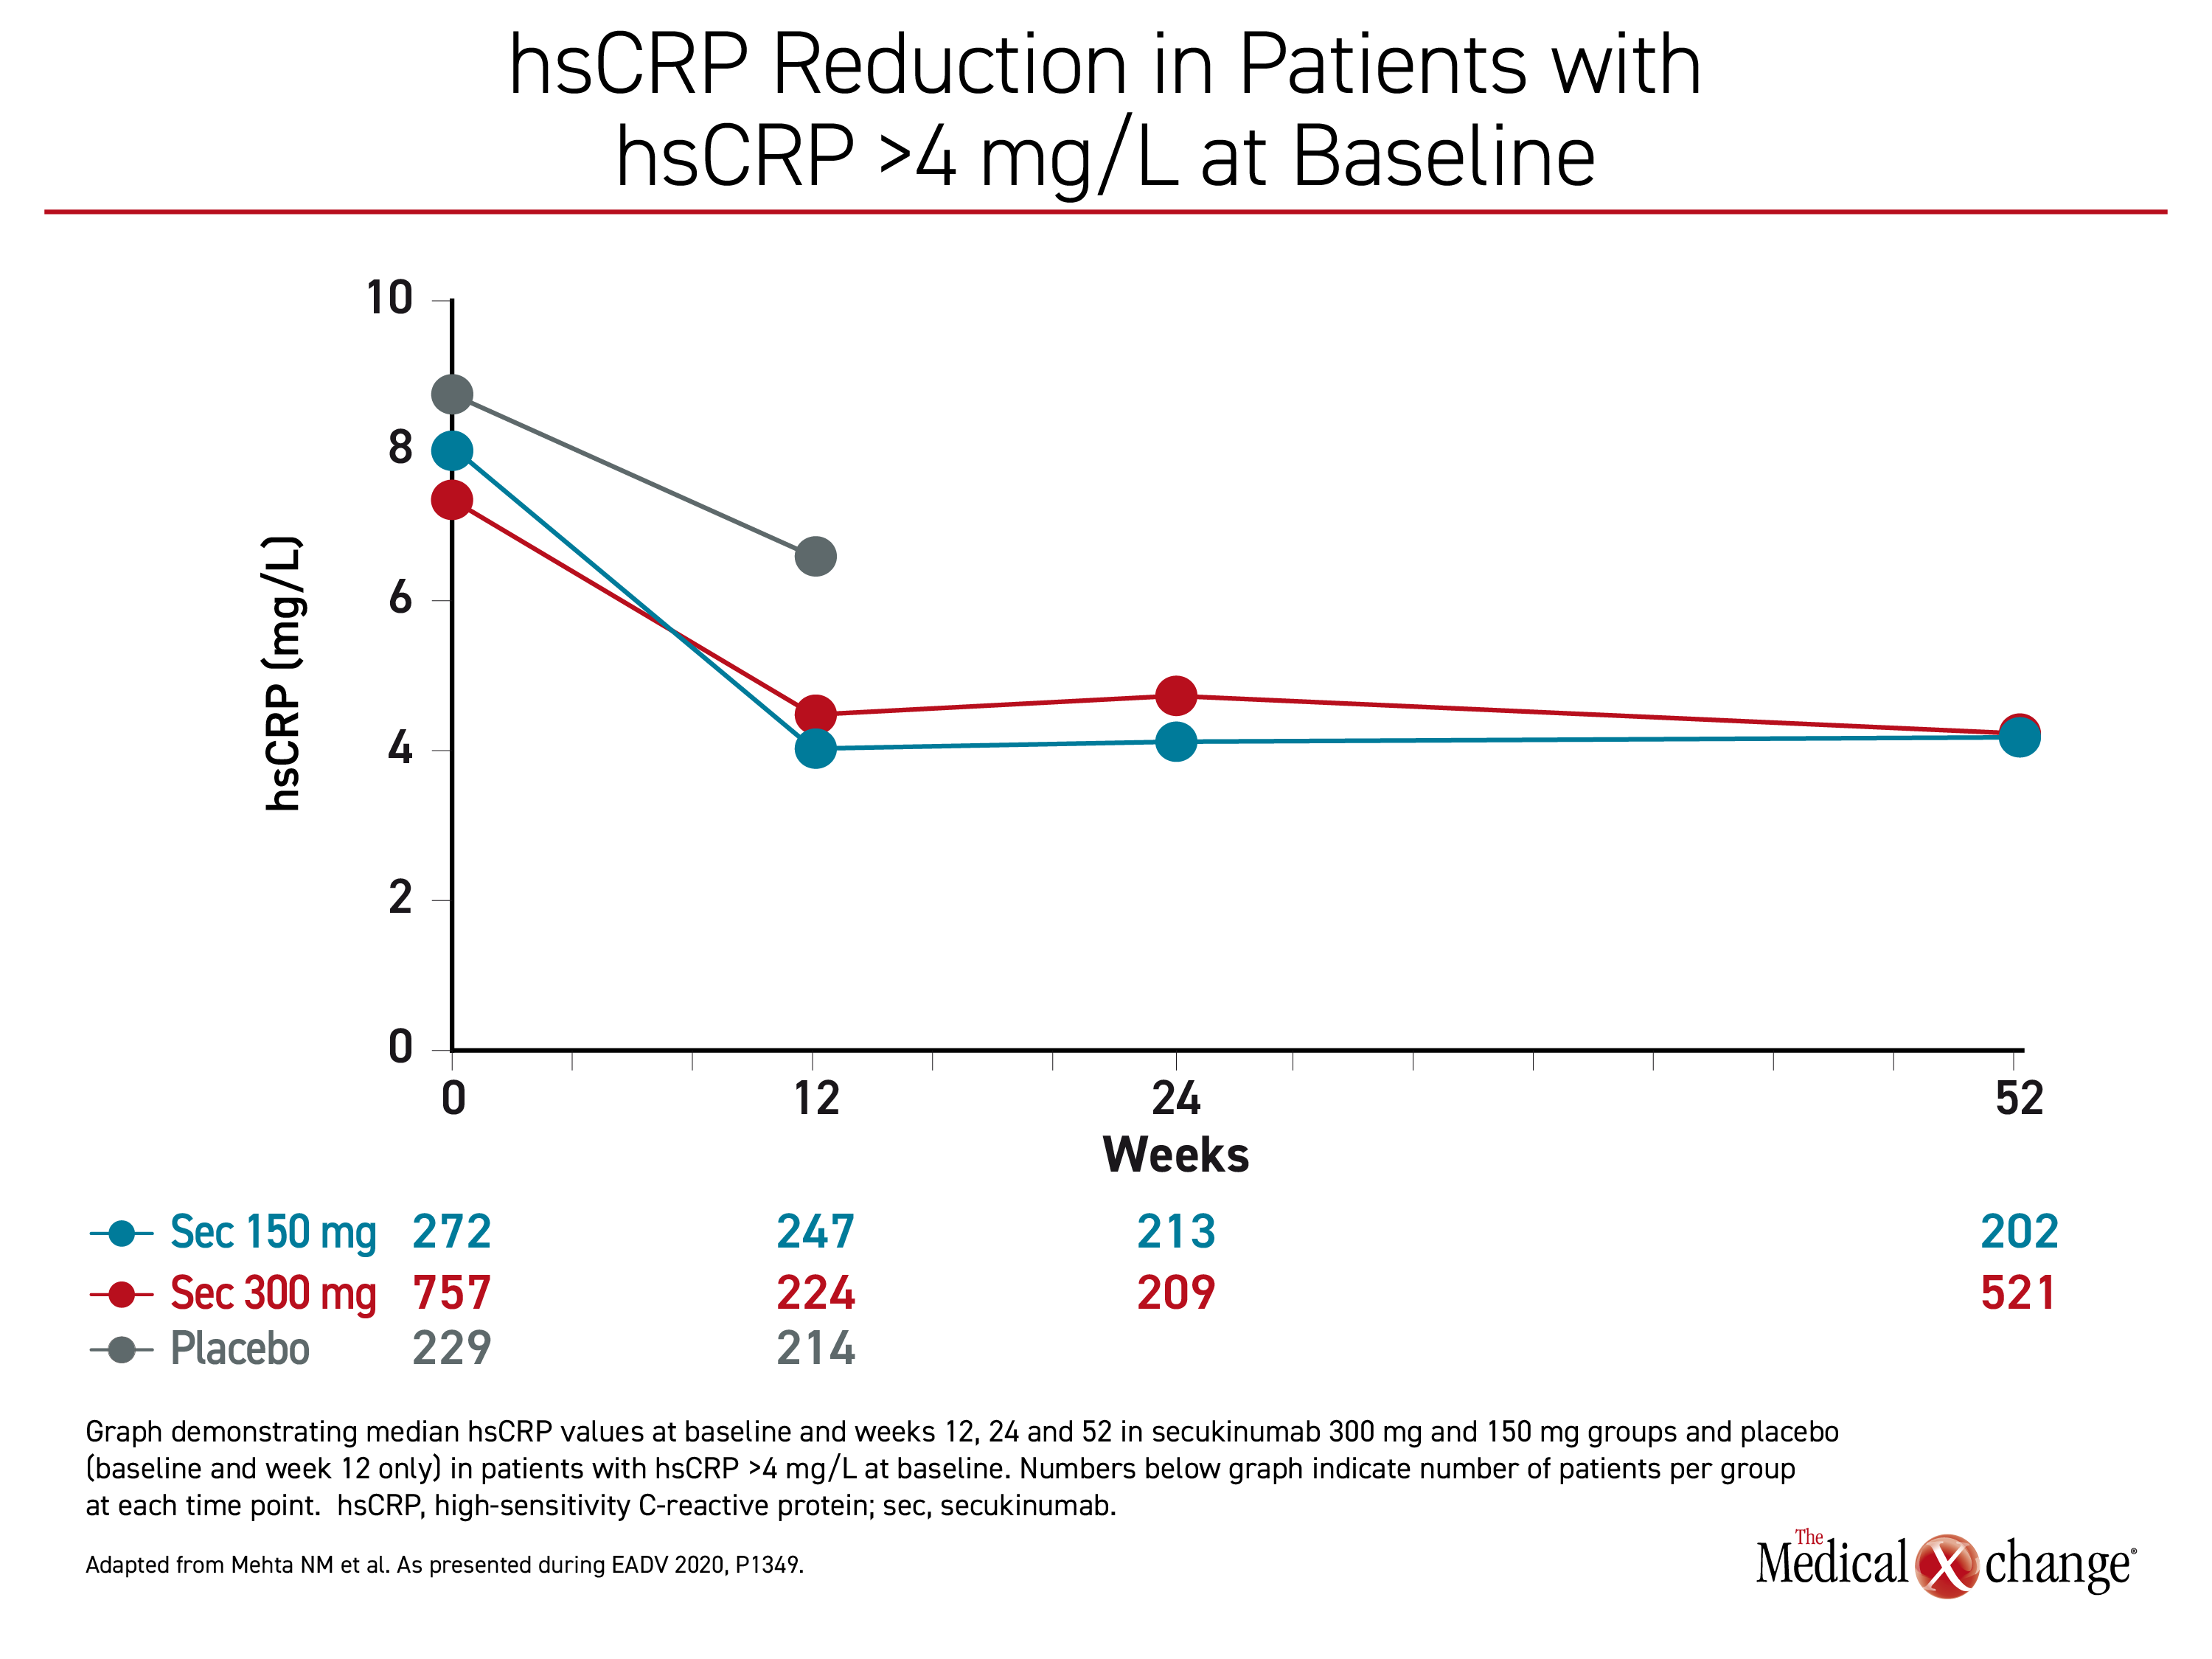 hsCRP Reduction in Patients with
hsCRP >4 mg/L at Baseline
10
8
6
4
2
0
hsCRP (mg/L)
0 12 24 52
Weeks
Sec 150 mg 272 247 213 202
Sec 300 mg 757 224 209 521
Placebo 229 214
Graph demonstrating median hsCRP values at baseline and weeks 12, 24 and 52 in secukinumab 300 mg and 150 mg groups and placebo
(baseline and week 12 only) in patients with hsCRP >4 mg/L at baseline. Numbers below graph indicate number of patients per group
at each time point.  hsCRP, high-sensitivity C-reactive protein; sec, secukinumab.
Adapted from Mehta NM et al. As presented during EADV 2020, P1349.
The
Medical X change®